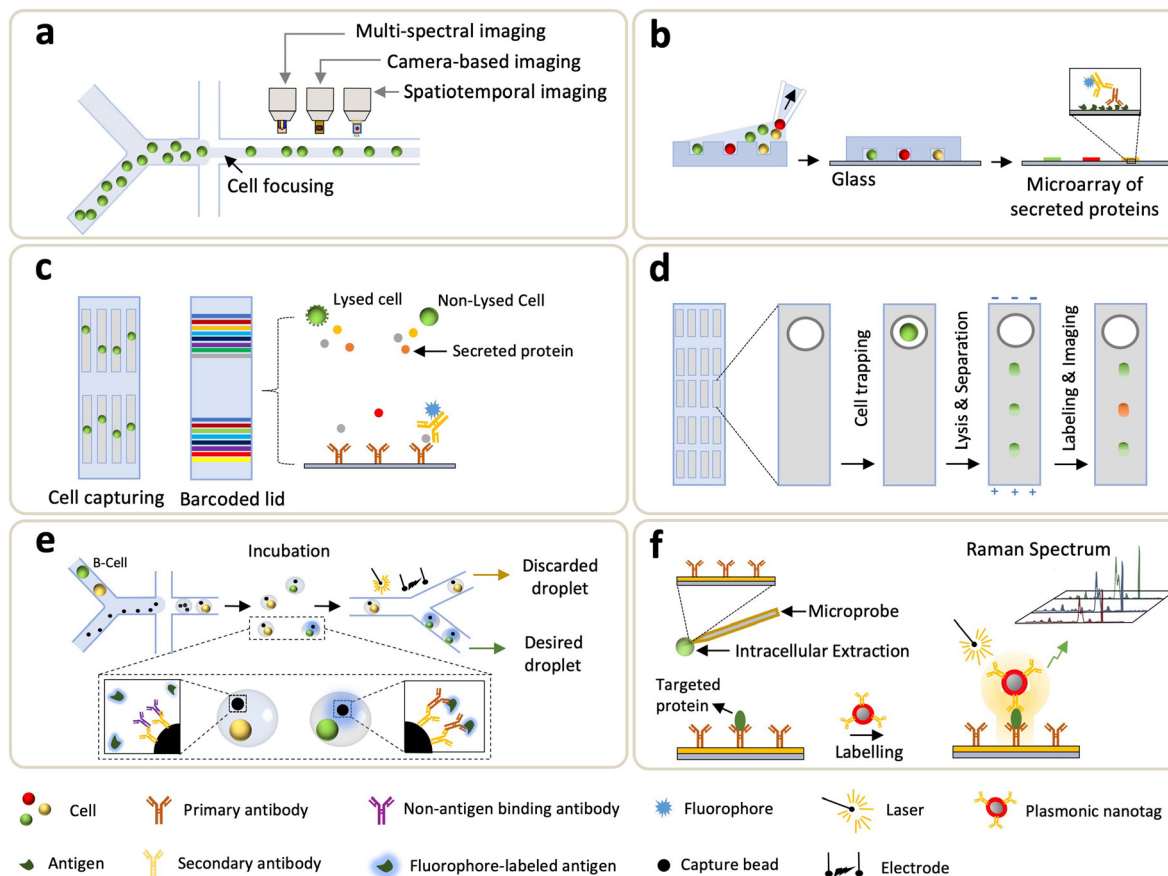 a
Multi-spectral imaging
Camera-based imaging
Spatiotemporal imaging
Cell focusing
b
Glass
Microarray of
secreted proteins
c
Lysed cell
Non-Lysed Cell
Secreted protein
Cell capturing
Barcoded lid
d
Cell trapping
Lysis & Separation
Labeling & Imaging
- - -
+ + +
e
B-Cell
Incubation
Discarded
droplet
Desired
droplet
f
Raman Spectrum
Microprobe
Intracellular Extraction
Targeted
protein
Labelling
Cell
Primary antibody
Non-antigen binding antibody
Fluorophore
Laser
Plasmonic nanotag
Antigen
Secondary antibody
Fluorophore-labeled antigen
Capture bead
Electrode